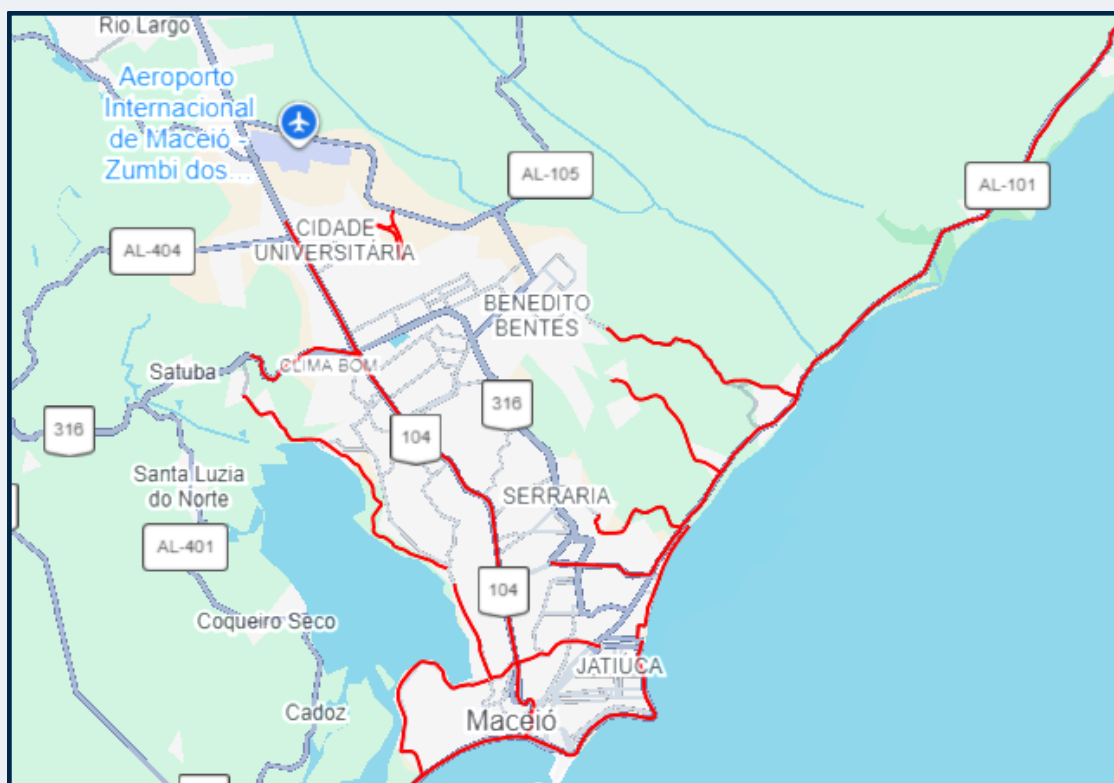 Rio Largo
Aeroporto
Internacional
de Maceió -
Zumbi dos...
AL-105
AL-101
CIDADE
UNIVERSITÁRIA
AL-404
BENEDITO
BENTES
CLIMA BOM
Satuba
316
316
104
Santa Luzia
do Norte
SERRARIA
AL-401
104
Coqueiro Seco
JATIÚCA
Cadoz
Maceió